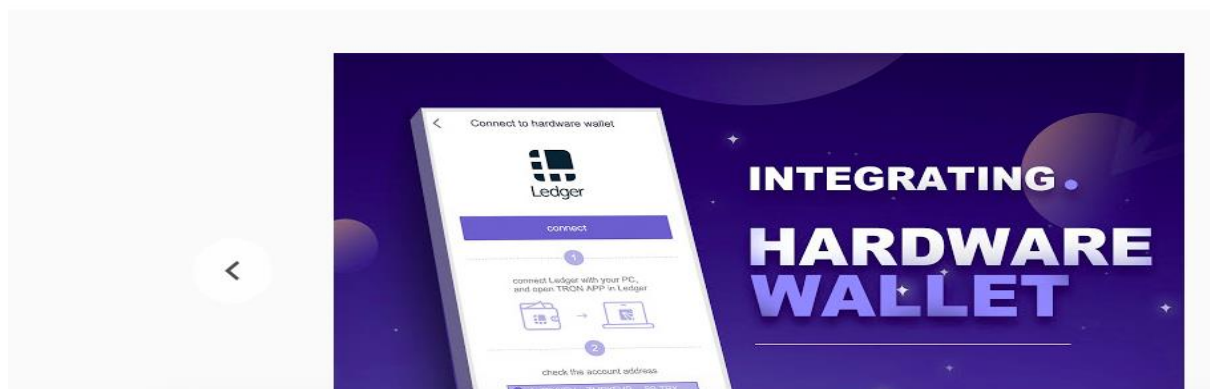 Connect to hardware wallet
Ledger
connect
1
connect Ledger with your PC,
and open TRON APP in Ledger
2
check the account address
INTEGRATING.
HARDWARE
WALLET